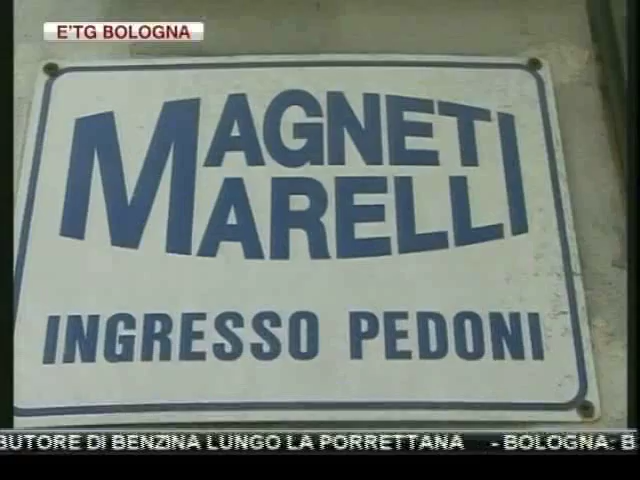 E'TG BOLOGNA
MAGNETI
MARELLI
INGRESSO PEDONI
BUTORE DI BENZINA LUNGO LA PORRETTANA - BOLOGNA: B